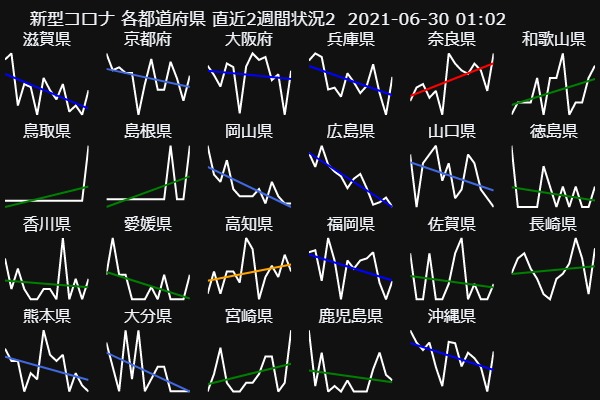 新型コロナ 各都道府県 直近2週間状況2 2021-06-30 01:02
滋賀県 京都府 大阪府 兵庫県 奈良県 和歌山県
鳥取県 島根県 岡山県 広島県 山口県 徳島県
香川県 愛媛県 高知県 福岡県 佐賀県 長崎県
熊本県 大分県 宮崎県 鹿児島県 沖縄県